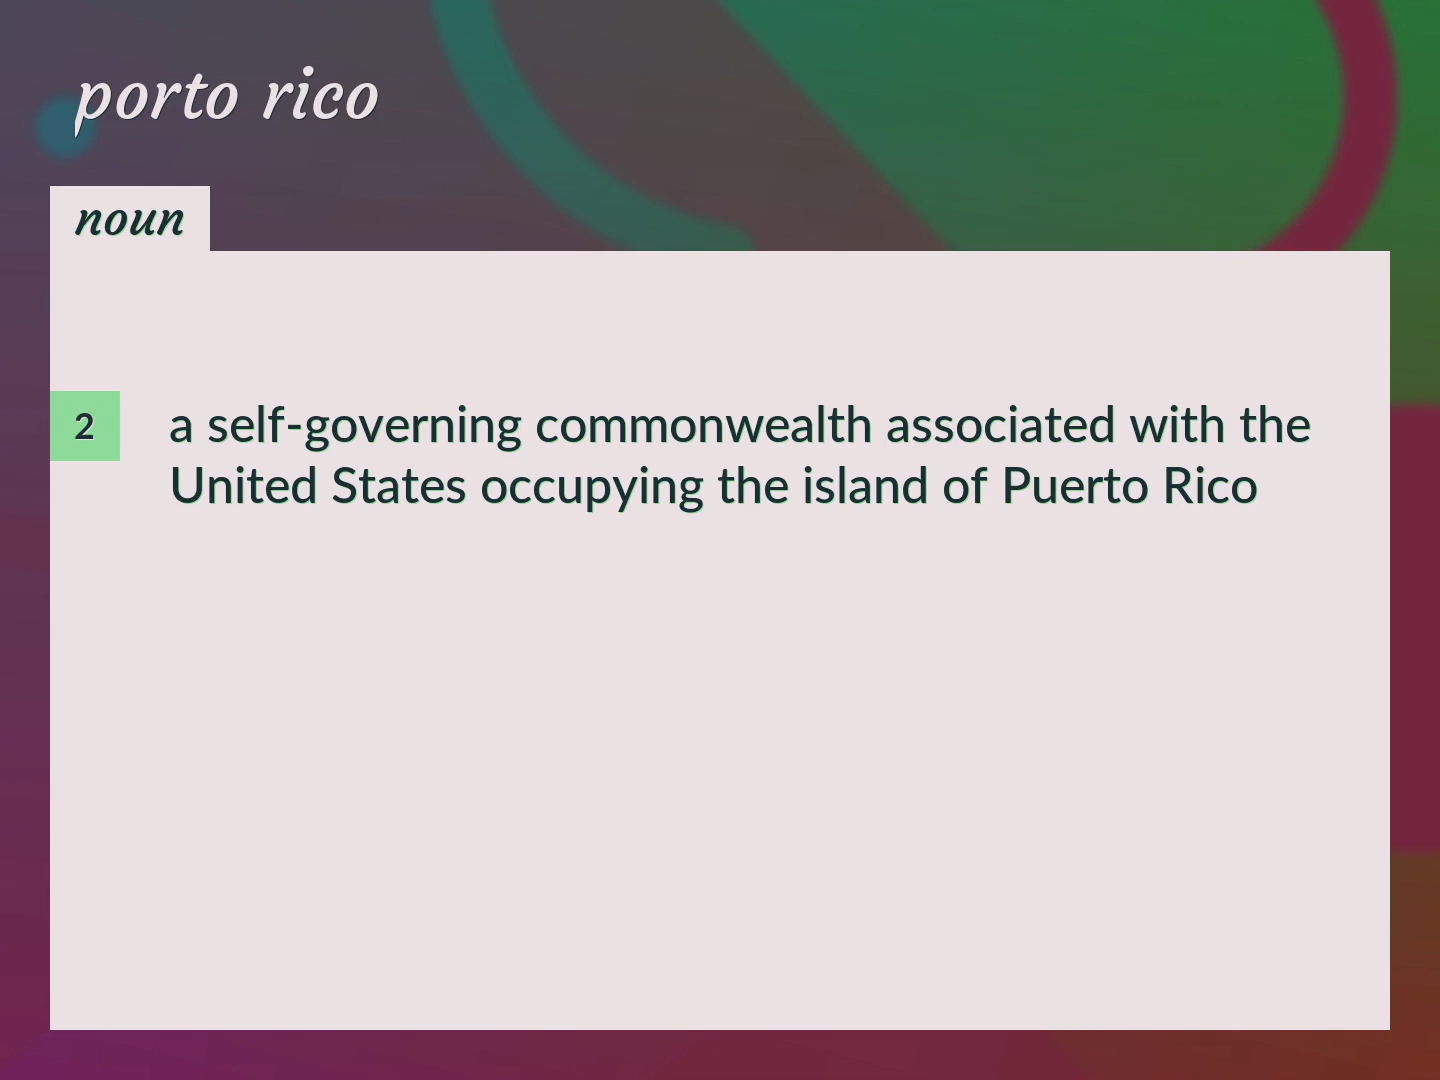 porto rico
noun
2
a self-governing commonwealth associated with the
United States occupying the island of Puerto Rico